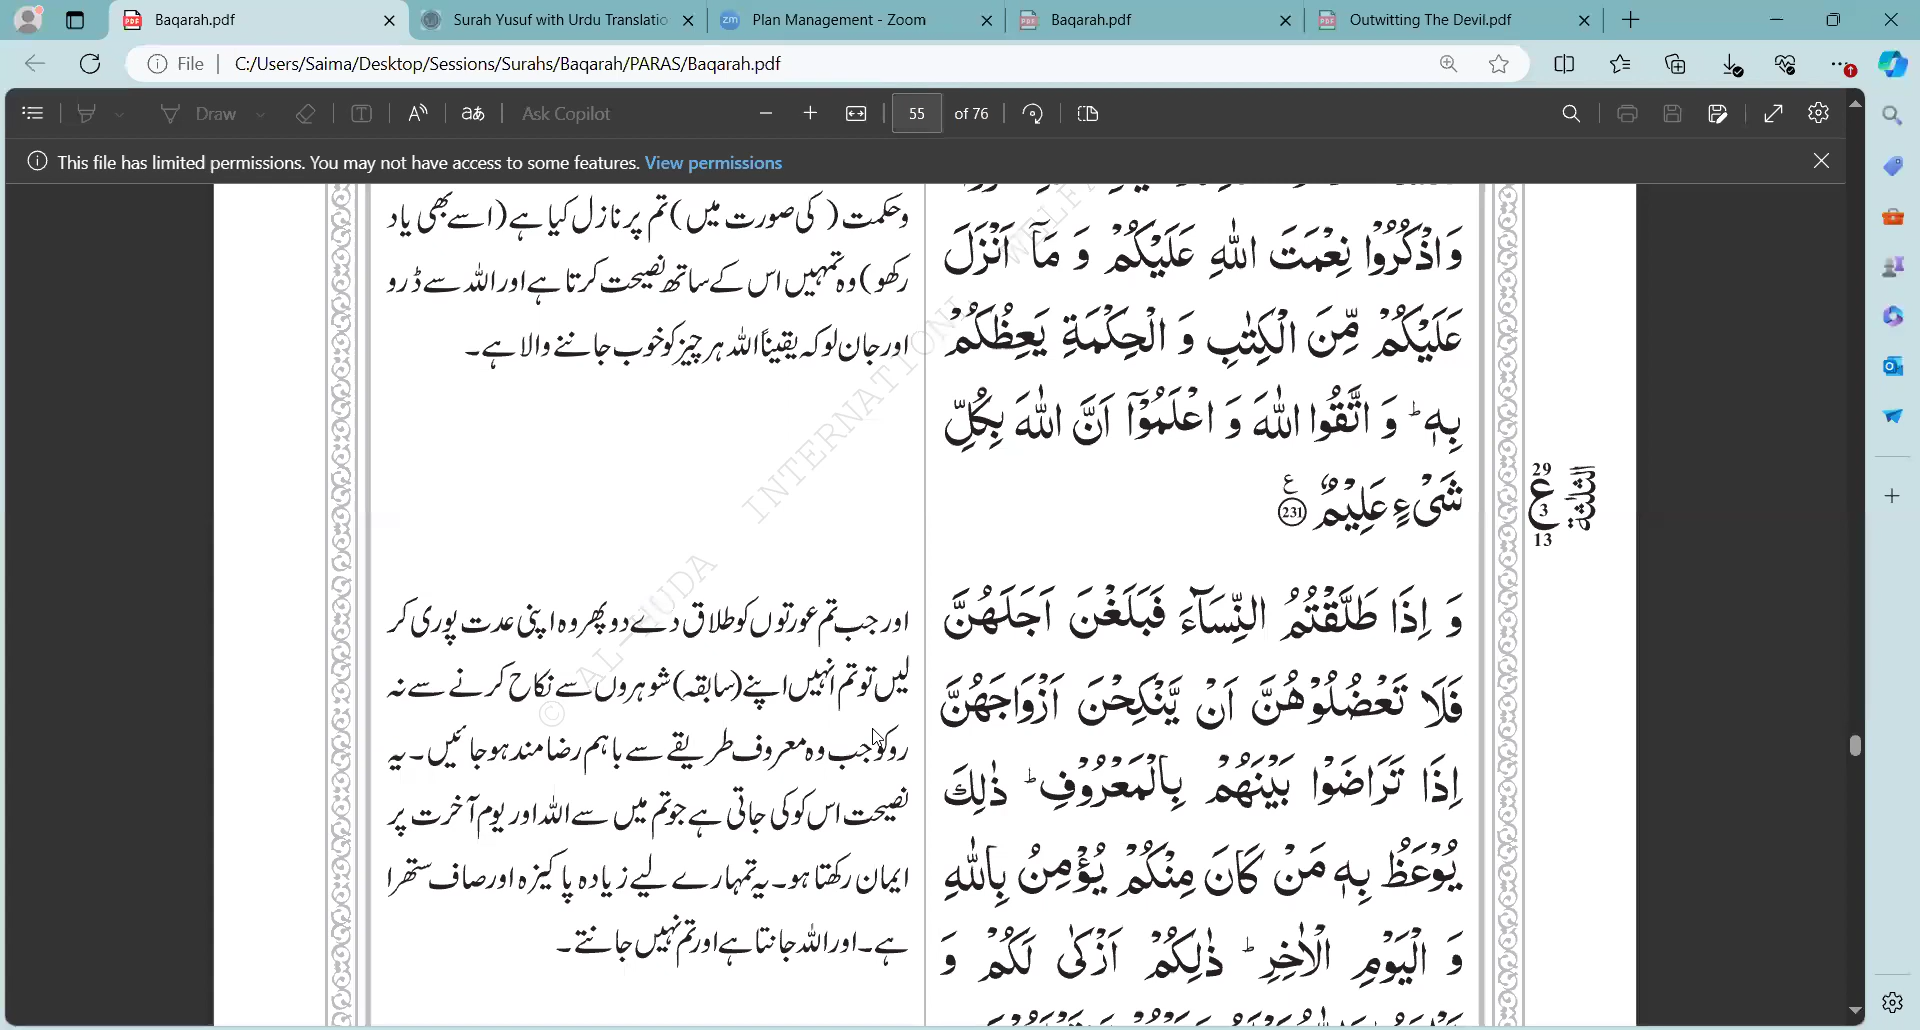 Baqarah.pdf
Surah Yusuf with Urdu Translatio
Plan Management - Zoom
Baqarah.pdf
Outwitting The Devil.pdf
File
C:/Users/Saima/Desktop/Sessions/Surahs/Baqarah/PARAS/Baqarah.pdf
Draw
Ask Copilot
55
of 76
This file has limited permissions. You may not have access to some features. View permissions
وَاذْكُرُوْا نِعْمَتَ اللّٰهِ عَلَيْكُمْ وَ مَاۤ اَنْزَلَ
عَلَيْكُمْ مِّنَ الْكِتٰبِ وَ الْحِكْمَةِ يَعِظُكُمْ
بِهٖ ؕ وَ اتَّقُوا اللّٰهَ وَ اعْلَمُوْۤا اَنَّ اللّٰهَ بِكُلِّ
شَیْءٍ عَلِيْمٌ ع 231
وَ اِذَا طَلَّقْتُمُ النِّسَآءَ فَبَلَغْنَ اَجَلَهُنَّ
فَلَا تَعْضُلُوْهُنَّ اَنْ يَّنْكِحْنَ اَزْوَاجَهُنَّ
اِذَا تَرَاضَوْا بَيْنَهُمْ بِالْمَعْرُوْفِ ؕ ذٰلِكَ
يُوْعَظُ بِهٖ مَنْ كَانَ مِنْكُمْ يُؤْمِنُ بِاللّٰهِ
وَ الْيَوْمِ الْاٰخِرِ ؕ ذٰلِكُمْ اَزْكٰى لَكُمْ وَ
وحکمت (کی صورت میں) تم پر نازل کیا ہے (اسے بھی یاد
رکھو) وہ تمہیں اس کے ساتھ نصیحت کرتا ہے اور اللہ سے ڈرو
اور جان لو کہ یقیناً اللہ ہر چیز کو خوب جاننے والا ہے۔
اور جب تم عورتوں کو طلاق دے دو پھر وہ اپنی عدت پوری کر
لیں تو تم انہیں اپنے (سابقہ) شوہروں سے نکاح کرنے سے نہ
روکو جب وہ معروف طریقے سے باہم رضامند ہو جائیں۔ یہ
نصیحت اس کو کی جاتی ہے جو تم میں سے اللہ اور یوم آخرت پر
ایمان رکھتا ہو۔ یہ تمہارے لیے زیادہ پاکیزہ اور صاف ستھرا
ہے۔ اور اللہ جانتا ہے اور تم نہیں جانتے۔
29
ع
3
13
الثلثة
© AL-HUDA INTERNATIONAL